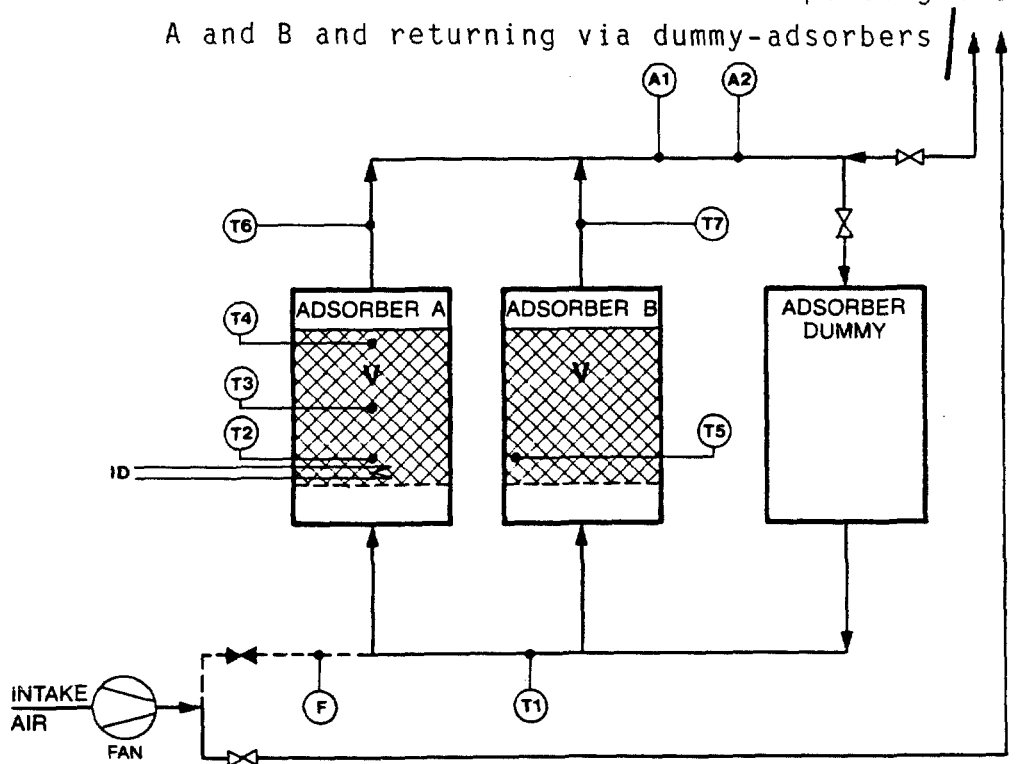 A and B and returning via dummy-adsorbers
A1
A2
T6
T7
ADSORBER A
ADSORBER B
ADSORBER
DUMMY
T4
T3
T2
T5
ID
INTAKE
AIR
FAN
F
T1